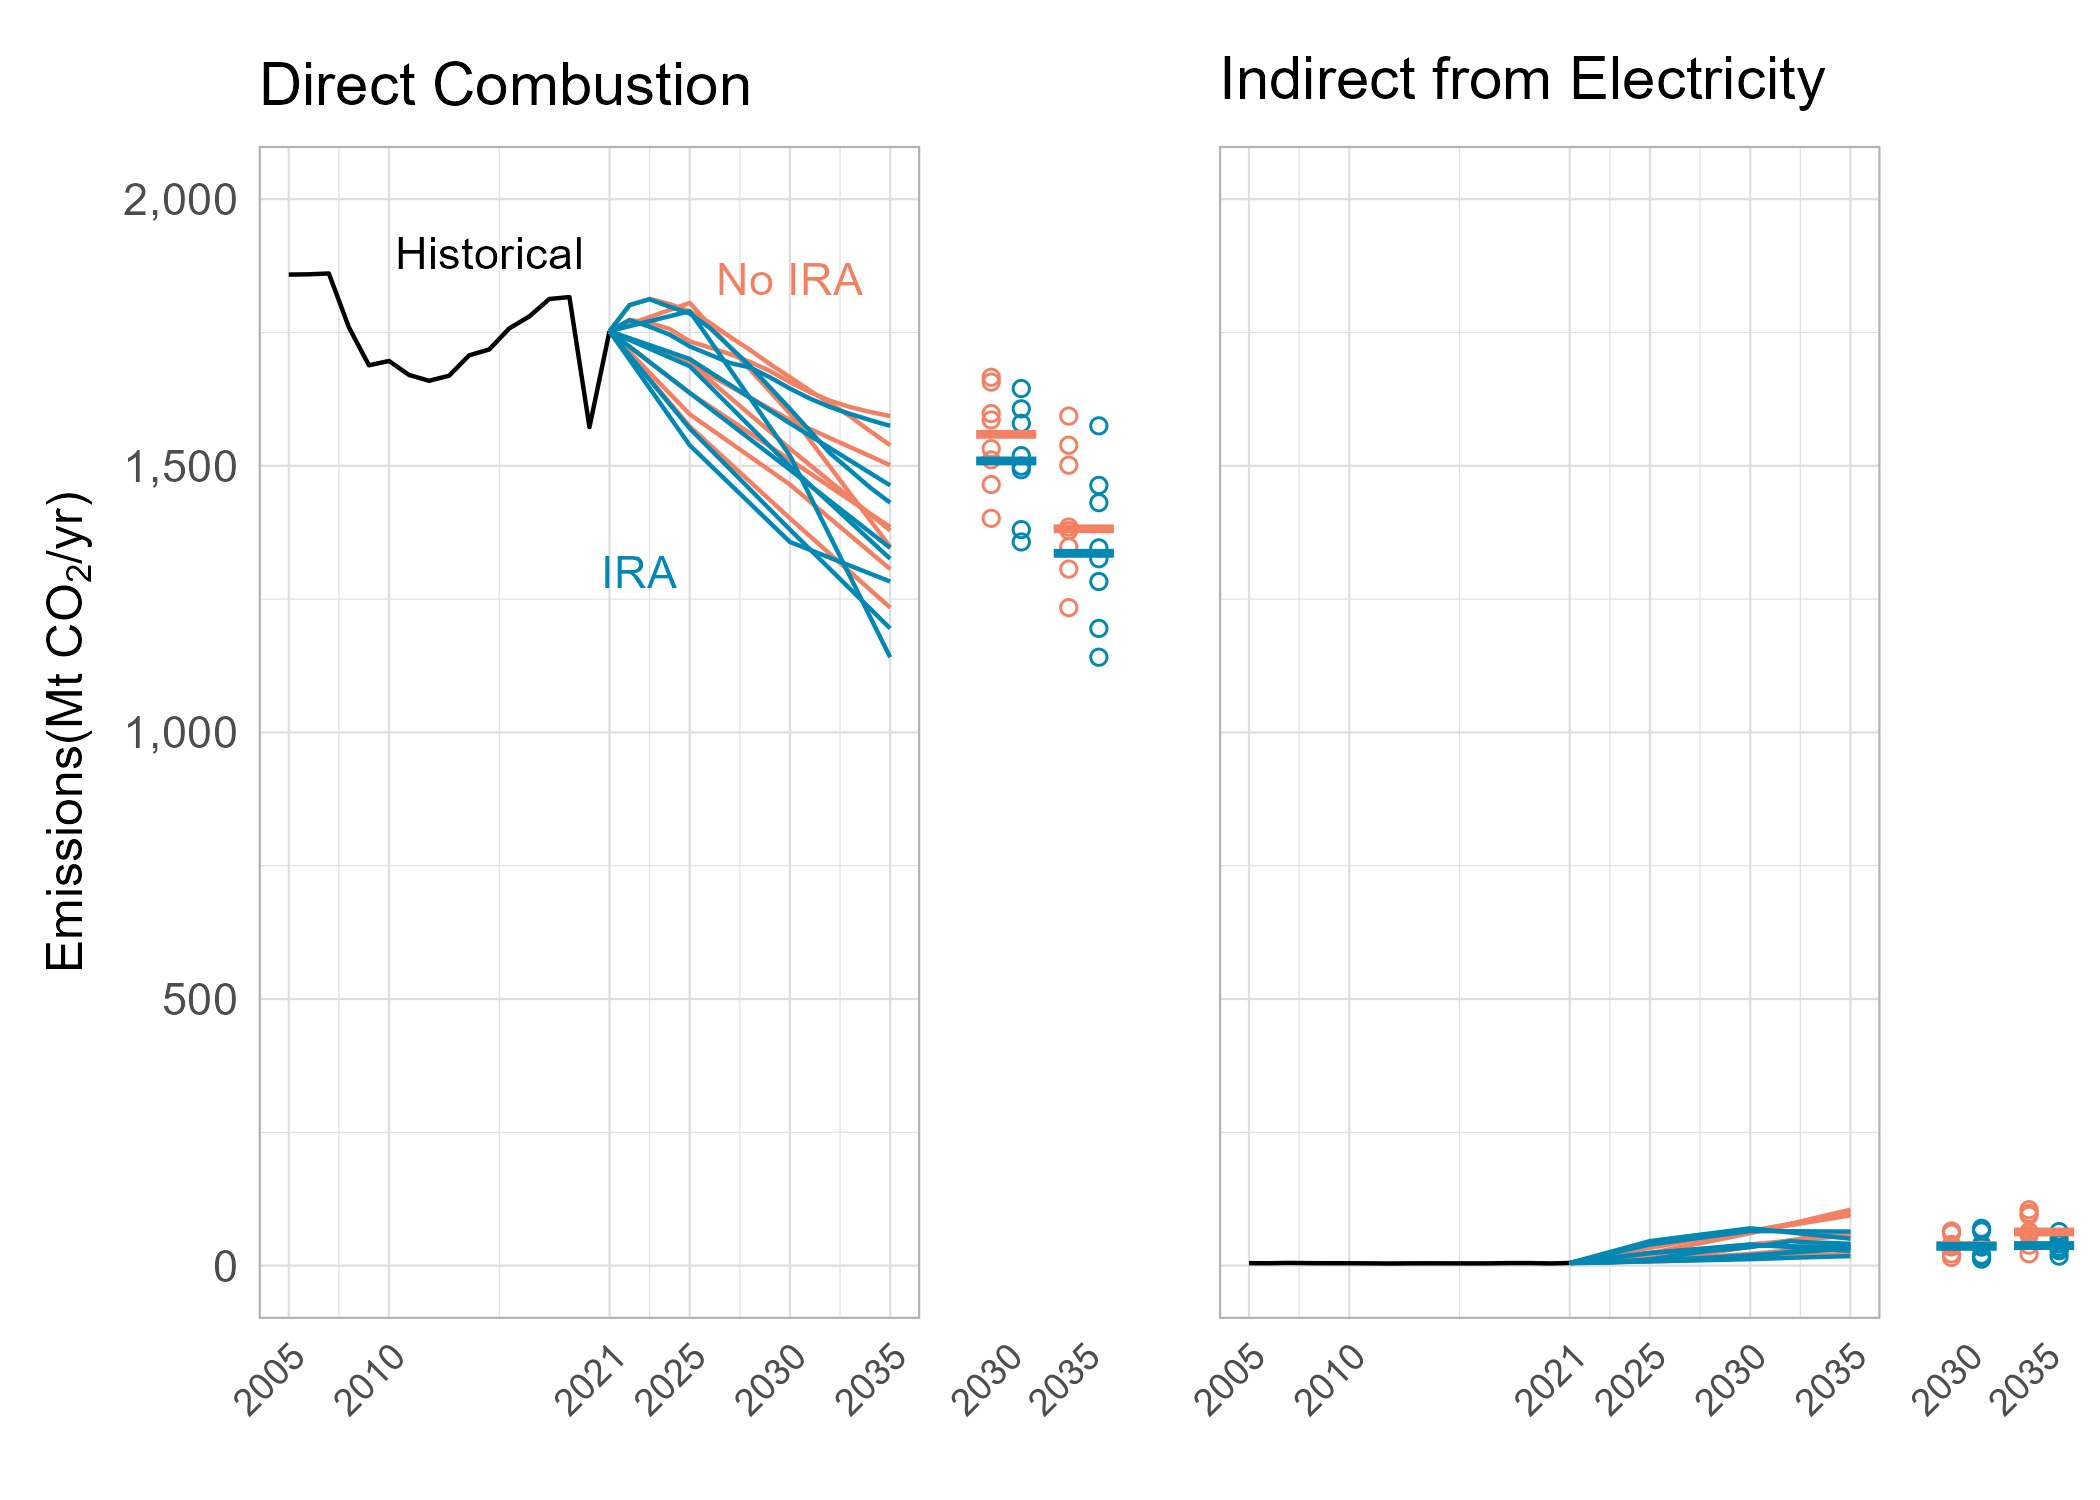 Direct Combustion
Indirect from Electricity
Emissions(Mt CO₂/yr)
2,000
1,500
1,000
500
0
Historical
No IRA
IRA
2005 2010 2021 2025 2030 2035 2030 2035
2005 2010 2021 2025 2030 2035 2030 2035